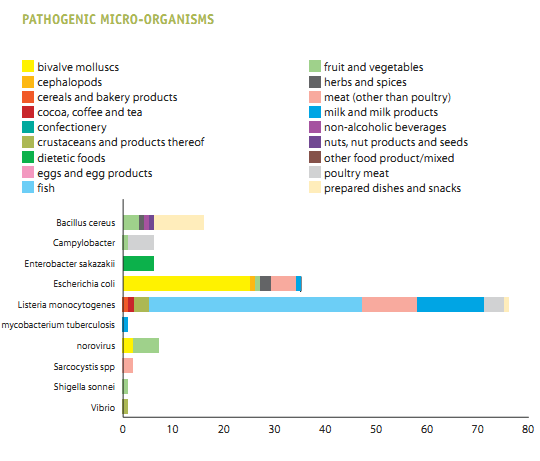 PATHOGENIC MICRO-ORGANISMS
bivalve molluscs
cephalopods
cereals and bakery products
cocoa, coffee and tea
confectionery
crustaceans and products thereof
dietetic foods
eggs and egg products
fish
fruit and vegetables
herbs and spices
meat (other than poultry)
milk and milk products
non-alcoholic beverages
nuts, nut products and seeds
other food product/mixed
poultry meat
prepared dishes and snacks
Bacillus cereus
Campylobacter
Enterobacter sakazakii
Escherichia coli
Listeria monocytogenes
mycobacterium tuberculosis
norovirus
Sarcocystis spp
Shigella sonnei
Vibrio
0 10 20 30 40 50 60 70 80